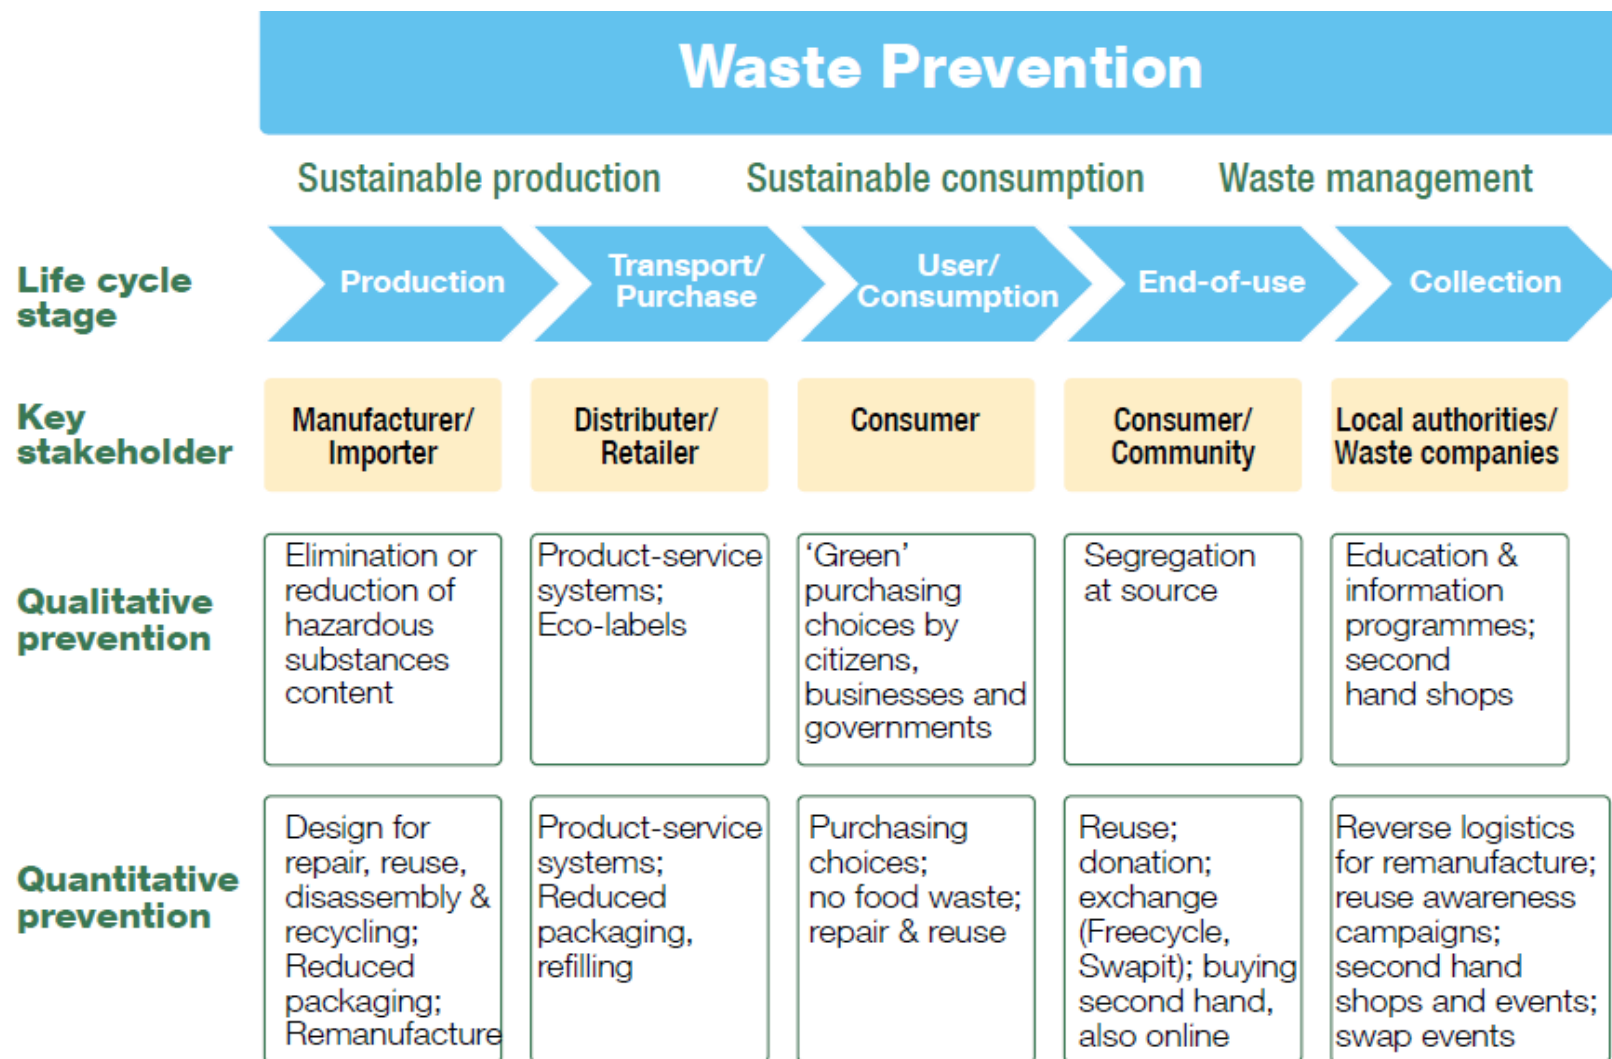 Waste Prevention
Sustainable production
Sustainable consumption
Waste management
Life cycle
stage
Production
Transport/
Purchase
User/
Consumption
End-of-use
Collection
Key
stakeholder
Manufacturer/
Importer
Distributer/
Retailer
Consumer
Consumer/
Community
Local authorities/
Waste companies
Qualitative
prevention
Elimination or
reduction of
hazardous
substances
content
Product-service
systems;
Eco-labels
‘Green’
purchasing
choices by
citizens,
businesses and
governments
Segregation
at source
Education &
information
programmes;
second
hand shops
Quantitative
prevention
Design for
repair, reuse,
disassembly &
recycling;
Reduced
packaging;
Remanufacture
Product-service
systems;
Reduced
packaging,
refilling
Purchasing
choices;
no food waste;
repair & reuse
Reuse;
donation;
exchange
(Freecycle,
Swapit); buying
second hand,
also online
Reverse logistics
for remanufacture;
reuse awareness
campaigns;
second hand
shops and events;
swap events